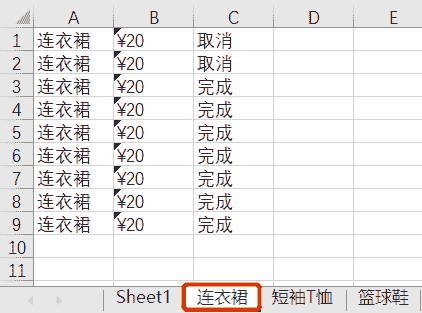 A B C D E
1 连衣裙 ¥20 取消
2 连衣裙 ¥20 取消
3 连衣裙 ¥20 完成
4 连衣裙 ¥20 完成
5 连衣裙 ¥20 完成
6 连衣裙 ¥20 完成
7 连衣裙 ¥20 完成
8 连衣裙 ¥20 完成
9 连衣裙 ¥20 完成
10
11
Sheet1 连衣裙 短袖T恤 篮球鞋